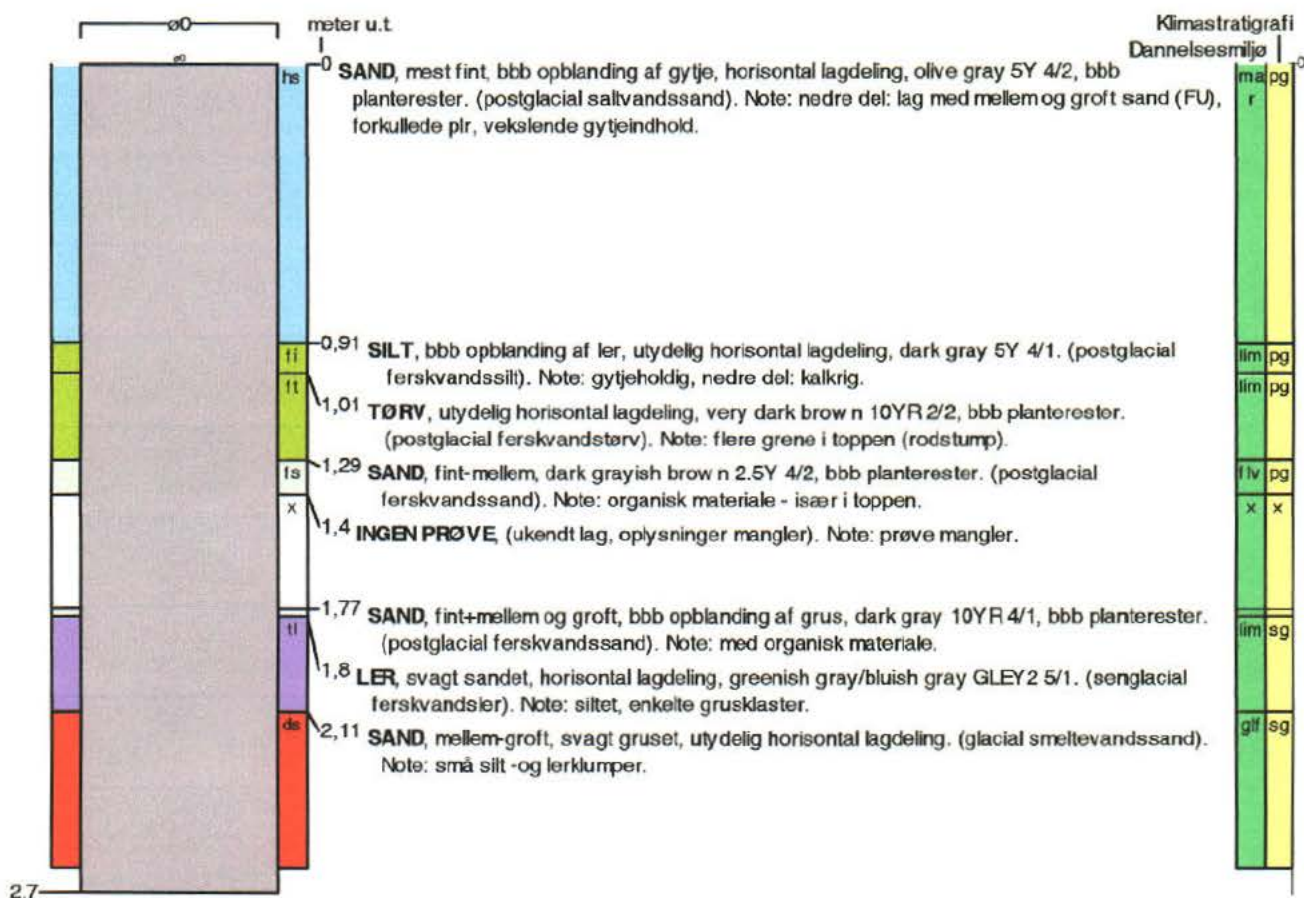 ø0 meter u.t. Klimastratigrafi
Dannelsesmiljø
ø0
0 hs SAND, mest fint, bbb opblanding af gytje, horisontal lagdeling, olive gray 5Y 4/2, bbb mar pg 0
planterester. (postglacial saltvandssand). Note: nedre del: lag med mellem og groft sand (FU),
forkullede plr, vekslende gytjeindhold.
0,91 fi SILT, bbb opblanding af ler, utydelig horisontal lagdeling, dark gray 5Y 4/1. (postglacial lim pg
ferskvandssilt). Note: gytjeholdig, nedre del: kalkrig.
1,01 ft TØRV, utydelig horisontal lagdeling, very dark brow n 10YR 2/2, bbb planterester. lim pg
(postglacial ferskvandstørv). Note: flere grene i toppen (rodstump).
1,29 fs SAND, fint-mellem, dark grayish brow n 2.5Y 4/2, bbb planterester. (postglacial flv pg
ferskvandssand). Note: organisk materiale - især i toppen.
1,4 x INGEN PRØVE, (ukendt lag, oplysninger mangler). Note: prøve mangler. x x
1,77 SAND, fint+mellem og groft, bbb opblanding af grus, dark gray 10YR 4/1, bbb planterester.
(postglacial ferskvandssand). Note: med organisk materiale.
1,8 tl LER, svagt sandet, horisontal lagdeling, greenish gray/bluish gray GLEY2 5/1. (senglacial lim sg
ferskvandsler). Note: siltet, enkelte grusklaster.
2,11 ds SAND, mellem-groft, svagt gruset, utydelig horisontal lagdeling. (glacial smeltevandssand). glf sg
Note: små silt -og lerklumper.
2.7